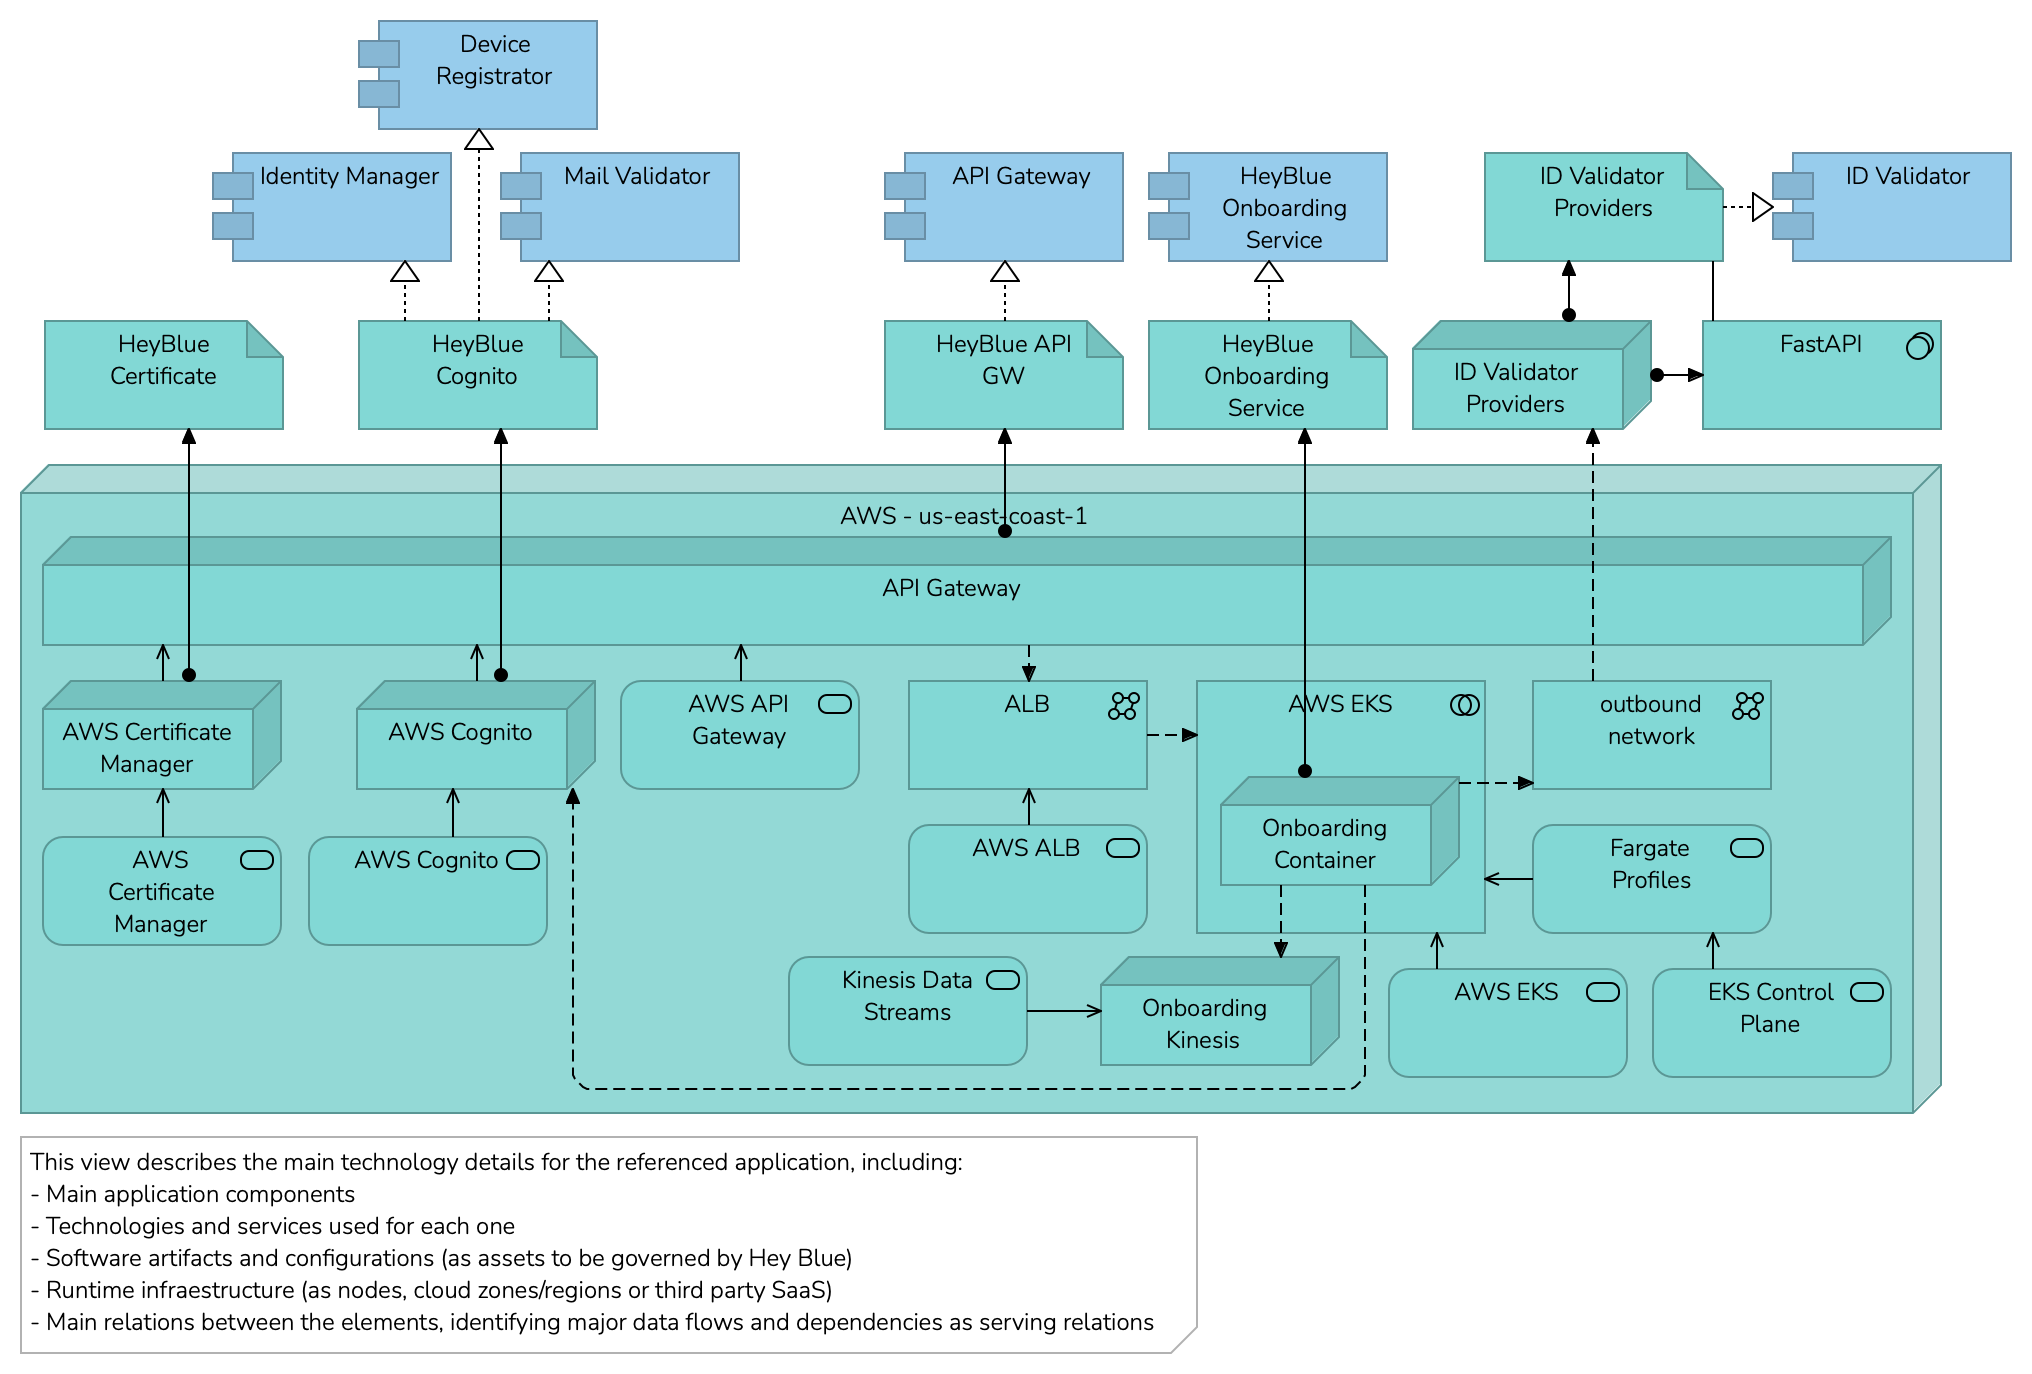 Device
Registrator
Identity Manager
Mail Validator
API Gateway
HeyBlue
Onboarding
Service
ID Validator
Providers
ID Validator
HeyBlue
Certificate
HeyBlue
Cognito
HeyBlue API
GW
HeyBlue
Onboarding
Service
ID Validator
Providers
FastAPI
AWS - us-east-coast-1
API Gateway
AWS Certificate
Manager
AWS Cognito
AWS API
Gateway
ALB
AWS EKS
outbound
network
Onboarding
Container
AWS
Certificate
Manager
AWS Cognito
AWS ALB
Fargate
Profiles
Kinesis Data
Streams
Onboarding
Kinesis
AWS EKS
EKS Control
Plane
This view describes the main technology details for the referenced application, including:
- Main application components
- Technologies and services used for each one
- Software artifacts and configurations (as assets to be governed by Hey Blue)
- Runtime infraestructure (as nodes, cloud zones/regions or third party SaaS)
- Main relations between the elements, identifying major data flows and dependencies as serving relations